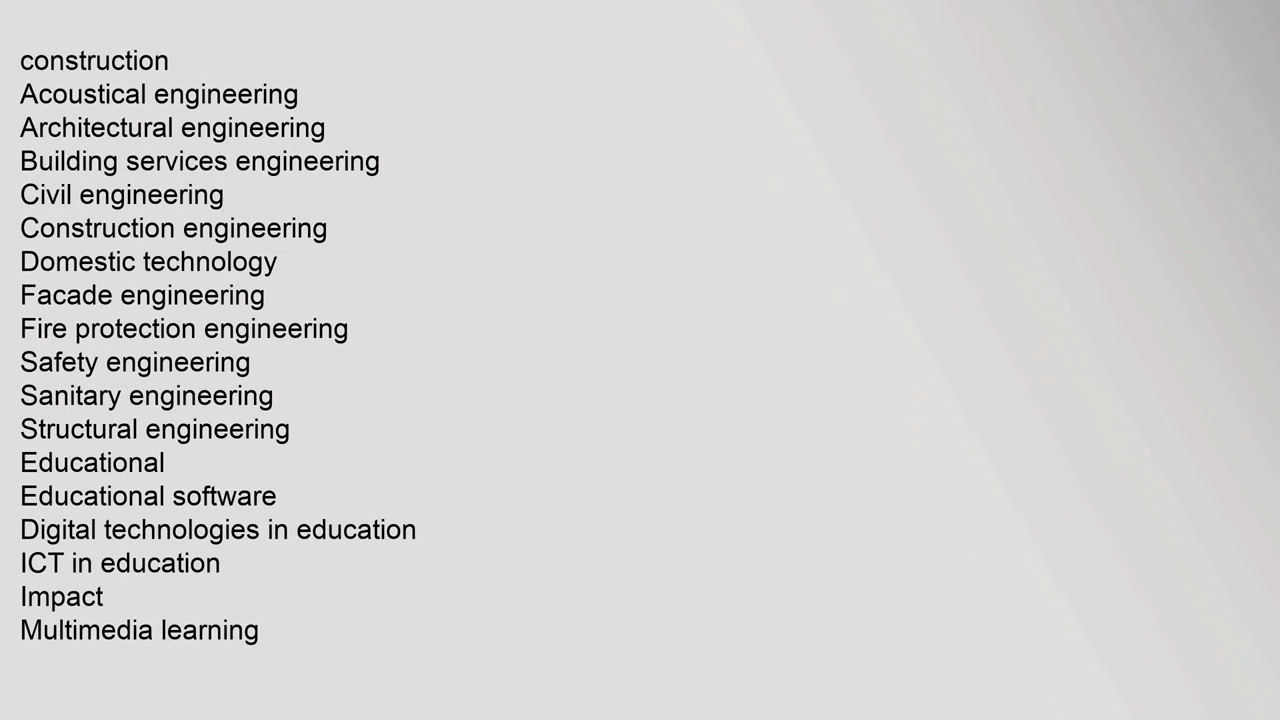 construction
Acoustical engineering
Architectural engineering
Building services engineering
Civil engineering
Construction engineering
Domestic technology
Facade engineering
Fire protection engineering
Safety engineering
Sanitary engineering
Structural engineering
Educational
Educational software
Digital technologies in education
ICT in education
Impact
Multimedia learning